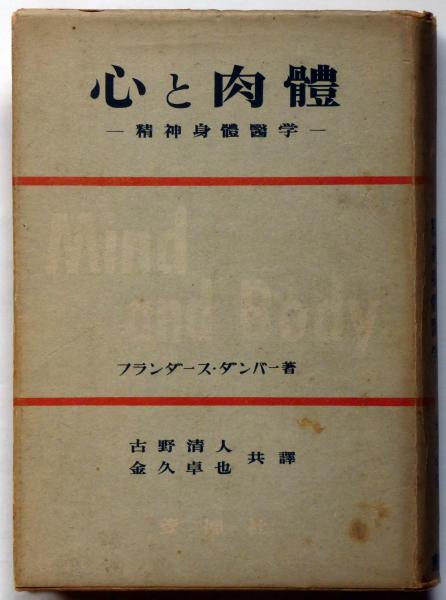 心と肉體
—精神身體醫学—
Mind
and Body
フランダース・ダンバー著
古野清人
金久卓也
共譯